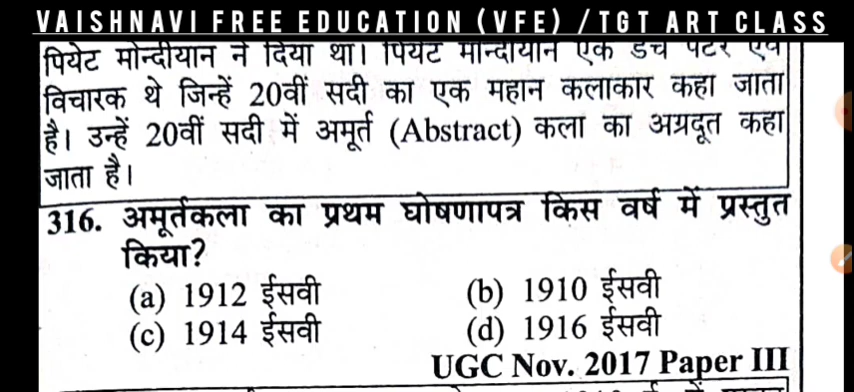 VAISHNAVI FREE EDUCATION (VFE) / TGT ART CLASS
पियेट मोन्दीयान ने दिया था। पियेट मोन्दीयान एक डच पेंटर एवं
विचारक थे जिन्हें 20वीं सदी का एक महान कलाकार कहा जाता
है। उन्हें 20वीं सदी में अमूर्त (Abstract) कला का अग्रदूत कहा
जाता है।
316. अमूर्तकला का प्रथम घोषणापत्र किस वर्ष में प्रस्तुत
किया?
(a) 1912 ईसवी (b) 1910 ईसवी
(c) 1914 ईसवी (d) 1916 ईसवी
UGC Nov. 2017 Paper III